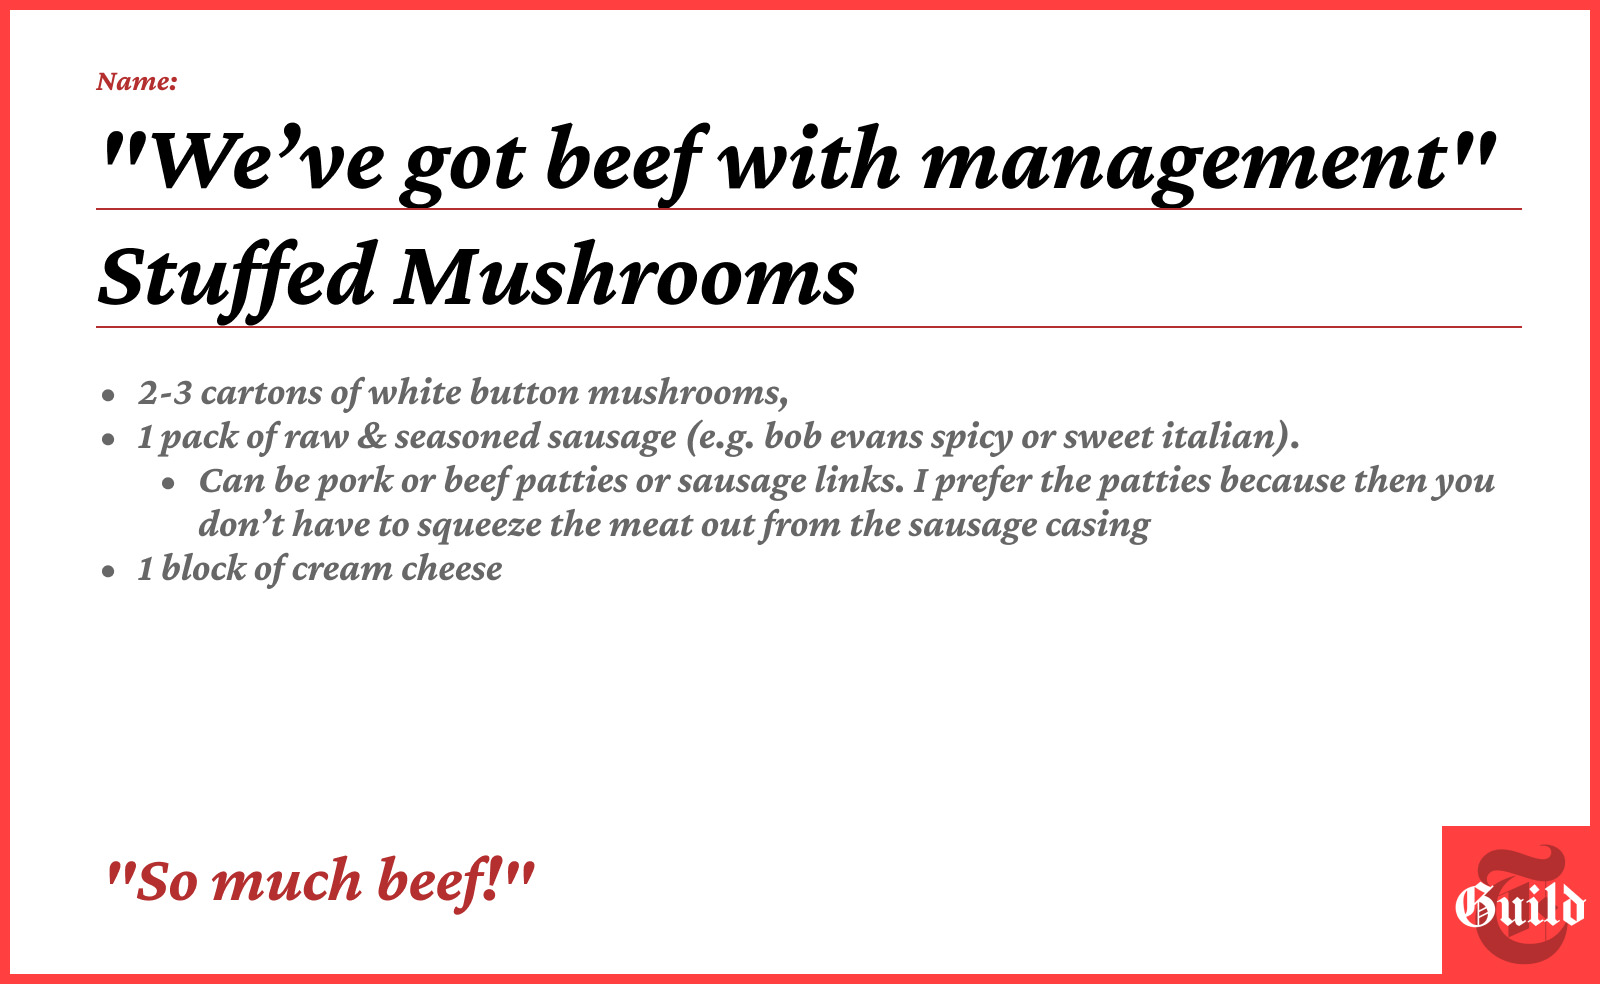 Name:
"We’ve got beef with management"
Stuffed Mushrooms
• 2-3 cartons of white button mushrooms,
• 1 pack of raw & seasoned sausage (e.g. bob evans spicy or sweet italian).
• Can be pork or beef patties or sausage links. I prefer the patties because then you
don’t have to squeeze the meat out from the sausage casing
• 1 block of cream cheese
"So much beef!"
T
Guild